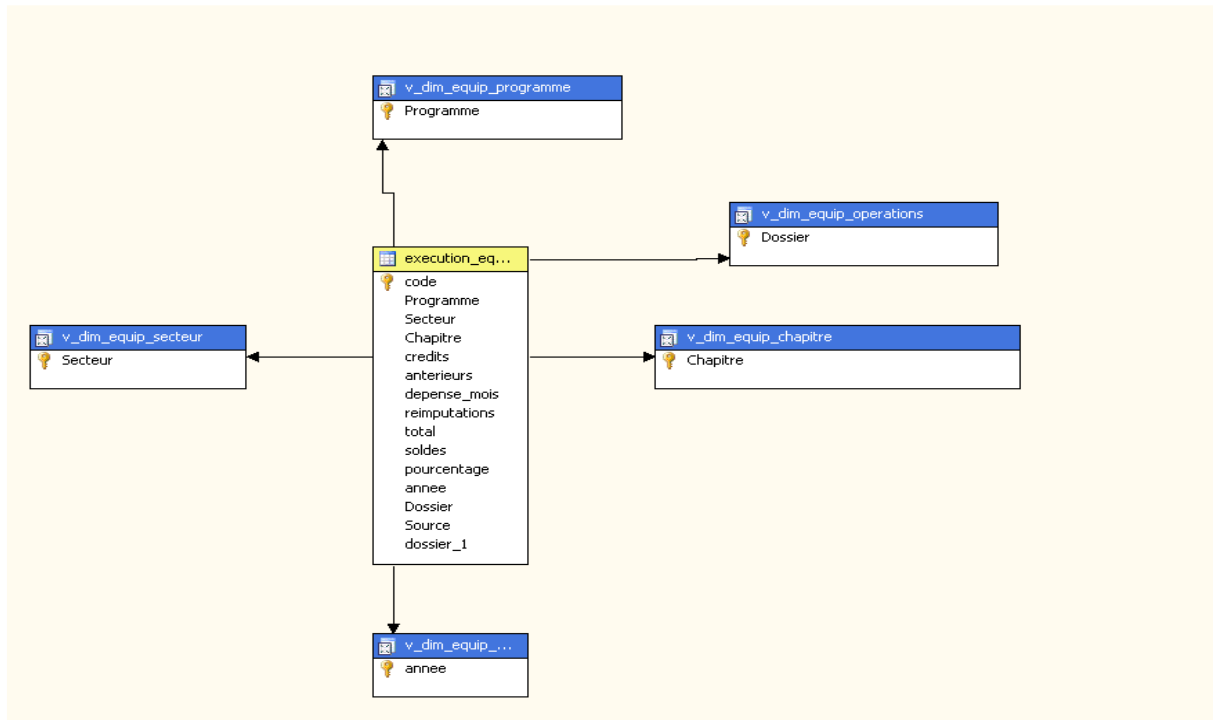 v_dim_equip_programme
Programme
v_dim_equip_operations
Dossier
execution_eq...
code
Programme
Secteur
Chapitre
credits
anterieurs
depense_mois
reimputations
total
soldes
pourcentage
annee
Dossier
Source
dossier_1
v_dim_equip_secteur
Secteur
v_dim_equip_chapitre
Chapitre
v_dim_equip_...
annee